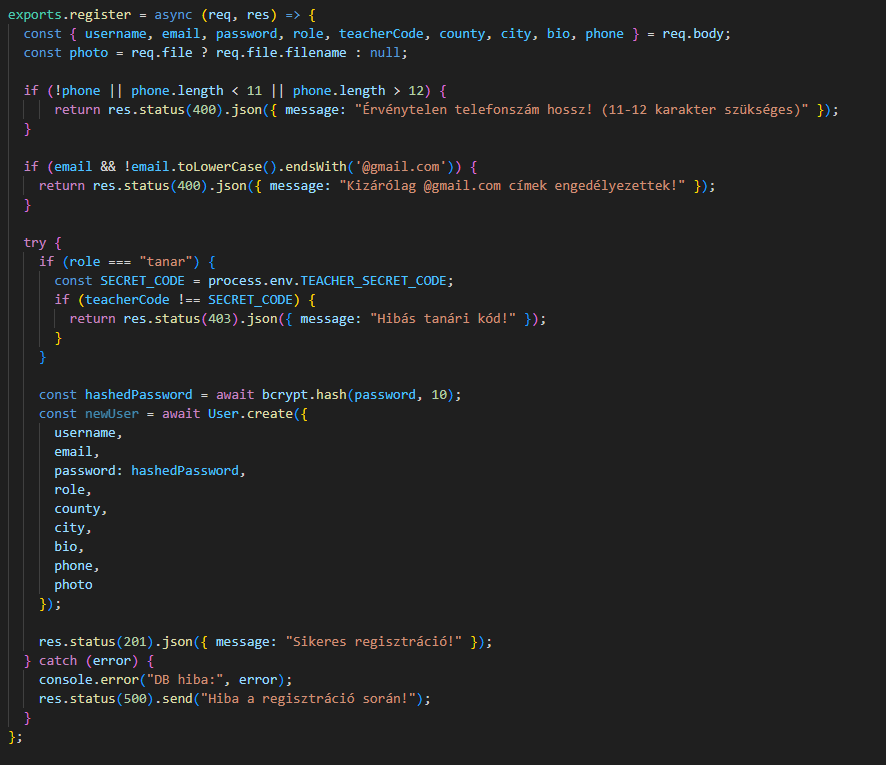 exports.register = async (req, res) => {
  const { username, email, password, role, teacherCode, county, city, bio, phone } = req.body;
  const photo = req.file ? req.file.filename : null;

  if (!phone || phone.length < 11 || phone.length > 12) {
      return res.status(400).json({ message: "Érvénytelen telefonszám hossz! (11-12 karakter szükséges)" });
  }

  if (email && !email.toLowerCase().endsWith('@gmail.com')) {
    return res.status(400).json({ message: "Kizárólag @gmail.com címek engedélyezettek!" });
  }

  try {
    if (role === "tanar") {
      const SECRET_CODE = process.env.TEACHER_SECRET_CODE;
      if (teacherCode !== SECRET_CODE) {
        return res.status(403).json({ message: "Hibás tanári kód!" });
      }
    }

    const hashedPassword = await bcrypt.hash(password, 10);
    const newUser = await User.create({
      username,
      email,
      password: hashedPassword,
      role,
      county,
      city,
      bio,
      phone,
      photo
    });

    res.status(201).json({ message: "Sikeres regisztráció!" });
  } catch (error) {
    console.error("DB hiba:", error);
    res.status(500).send("Hiba a regisztráció során!");
  }
};